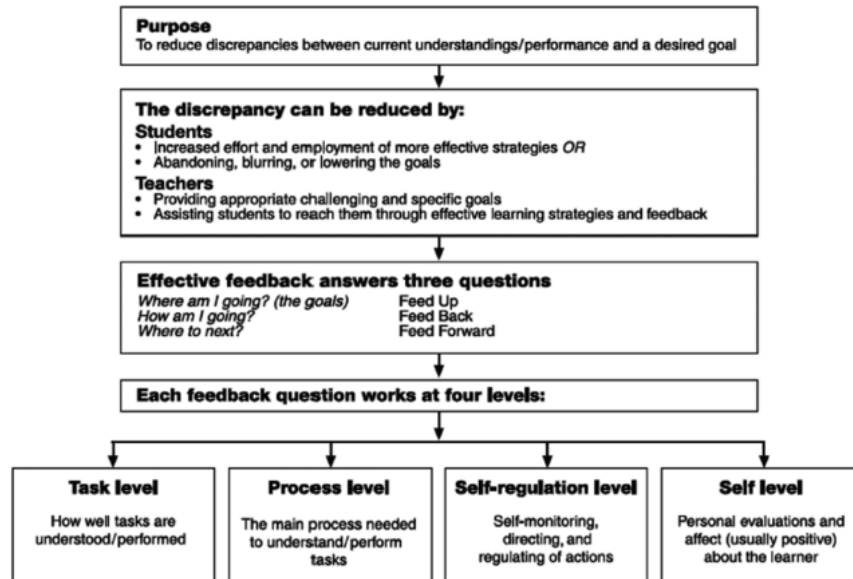 Purpose
To reduce discrepancies between current understandings/performance and a desired goal
The discrepancy can be reduced by:
Students
• Increased effort and employment of more effective strategies OR
• Abandoning, blurring, or lowering the goals
Teachers
• Providing appropriate challenging and specific goals
• Assisting students to reach them through effective learning strategies and feedback
Effective feedback answers three questions
Where am I going? (the goals) Feed Up
How am I going? Feed Back
Where to next? Feed Forward
Each feedback question works at four levels:
Task level
How well tasks are
understood/performed
Process level
The main process needed
to understand/perform
tasks
Self-regulation level
Self-monitoring,
directing, and
regulating of actions
Self level
Personal evaluations and
affect (usually positive)
about the learner